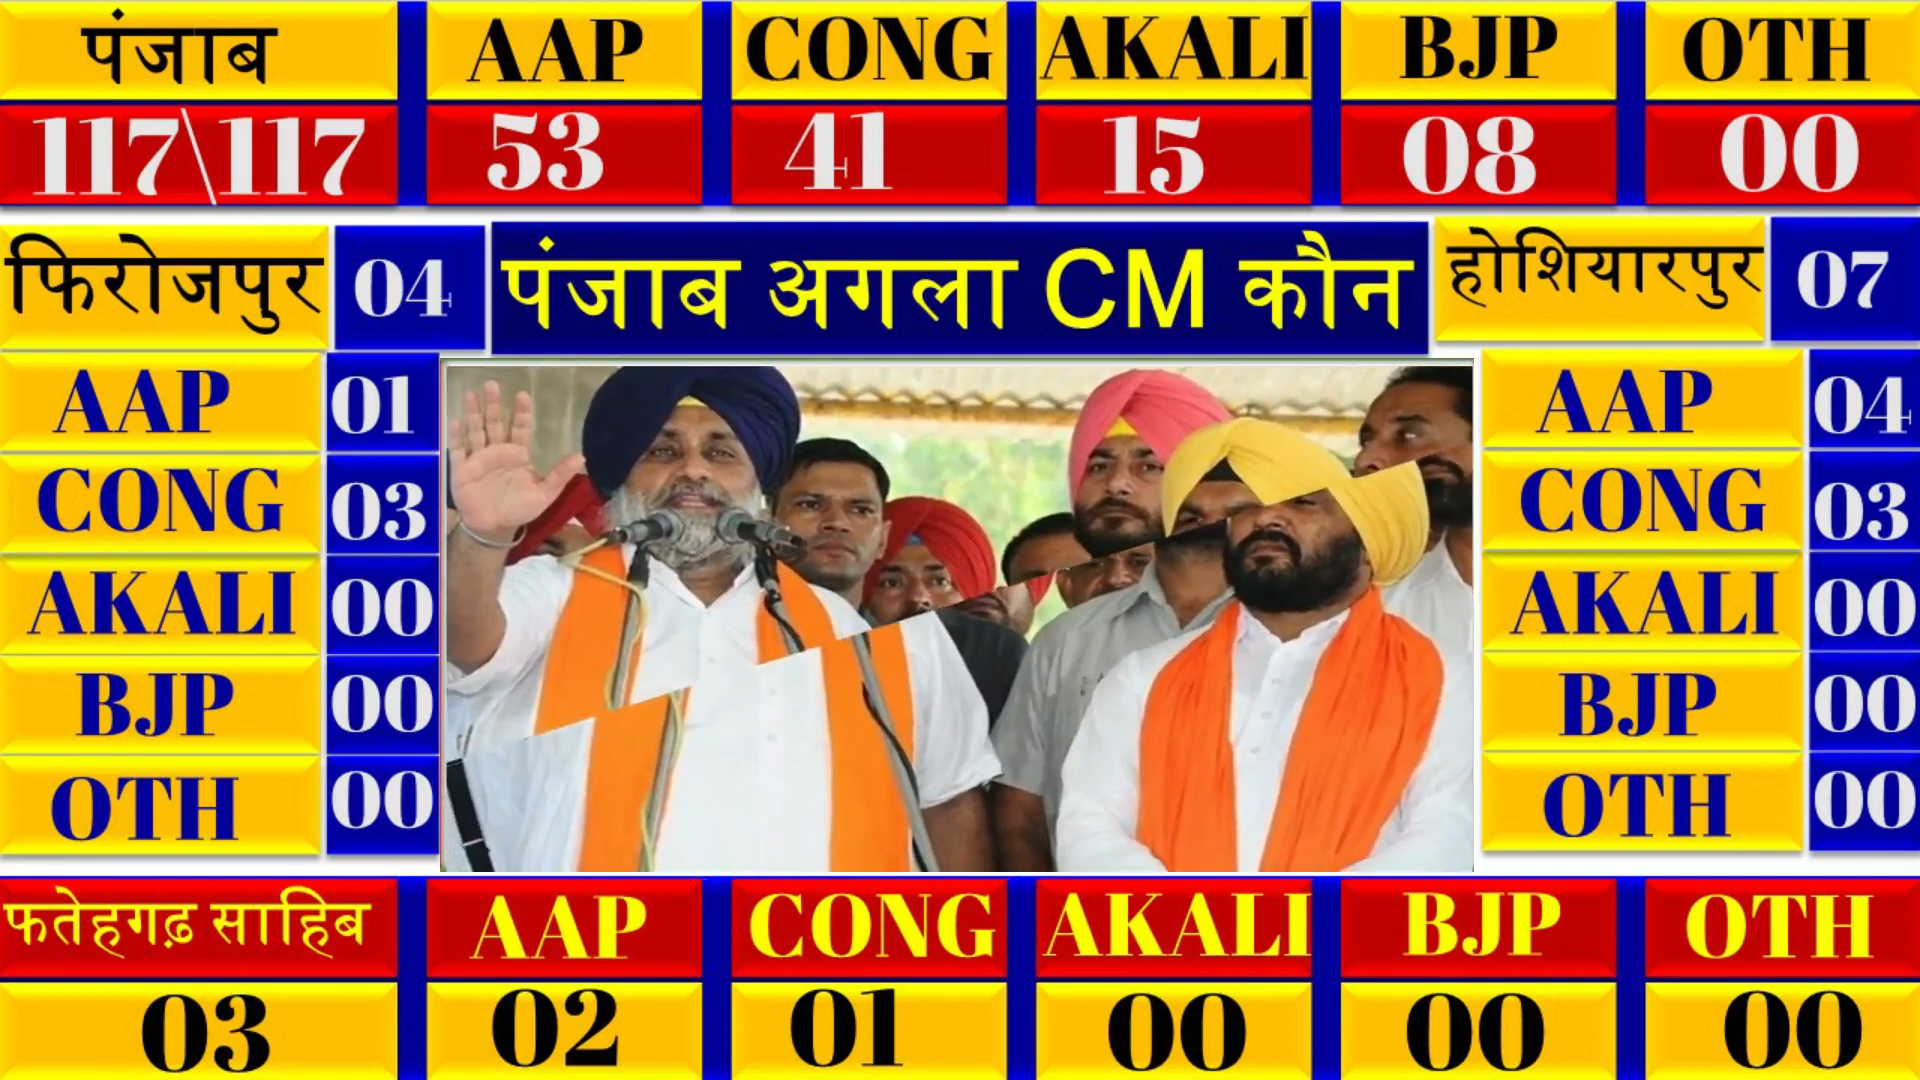 पंजाब AAP CONG AKALI BJP OTH
117\117 53 41 15 08 00
फिरोजपुर 04
पंजाब अगला CM कौन
होशियारपुर 07
AAP 01
CONG 03
AKALI 00
BJP 00
OTH 00
AAP 04
CONG 03
AKALI 00
BJP 00
OTH 00
फतेहगढ़ साहिब AAP CONG AKALI BJP OTH
03 02 01 00 00 00